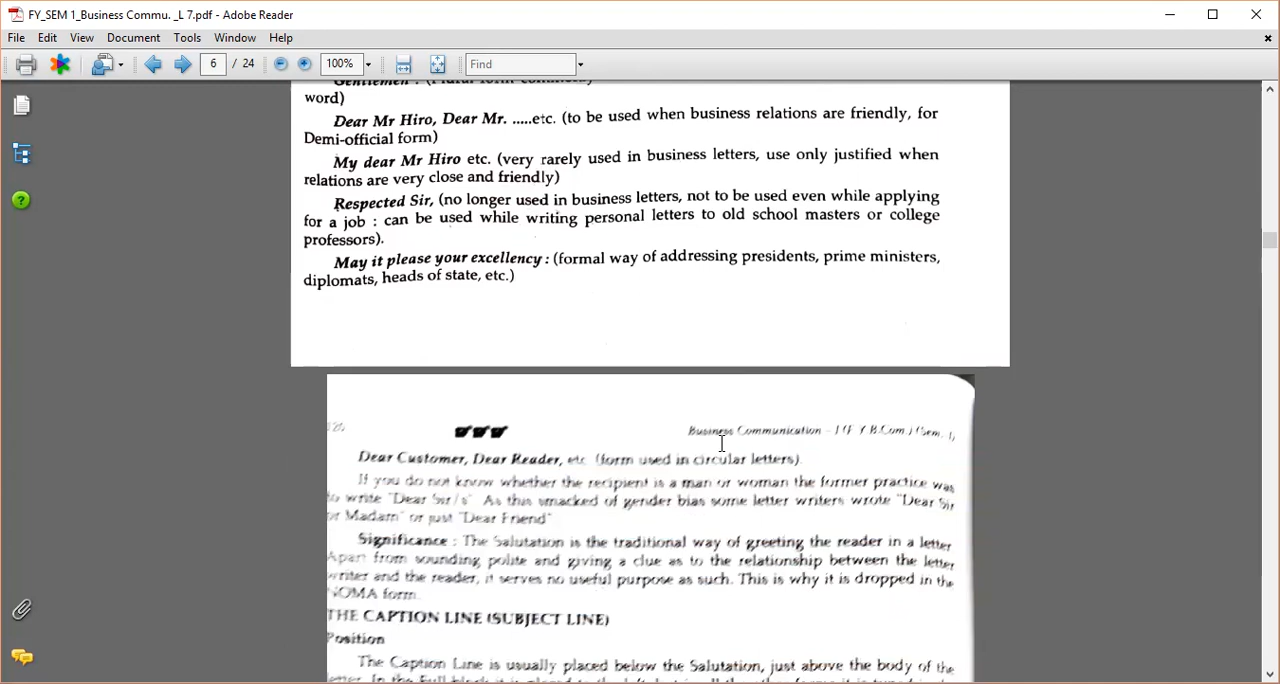 FY_SEM 1_Business Commu. _L 7.pdf - Adobe Reader
File Edit View Document Tools Window Help
6 / 24 100% Find
Gentlemen : (Plural form
word)
Dear Mr Hiro, Dear Mr. .....etc. (to be used when business relations are friendly, for
Demi-official form)
My dear Mr Hiro etc. (very rarely used in business letters, use only justified when
relations are very close and friendly)
Respected Sir, (no longer used in business letters, not to be used even while applying
for a job : can be used while writing personal letters to old school masters or college
professors).
May it please your excellency : (formal way of addressing presidents, prime ministers,
diplomats, heads of state, etc.)
Business Communication - I (F.Y.B.Com.) (Sem. I)
Dear Customer, Dear Reader, etc. (form used in circular letters).
If you do not know whether the recipient is a man or woman the former practice was
to write "Dear Sir/s" As this smacked of gender bias some letter writers wrote "Dear Sir
or Madam" or just "Dear Friend"
Significance : The Salutation is the traditional way of greeting the reader in a letter
Apart from sounding polite and giving a clue as to the relationship between the letter
writer and the reader, it serves no useful purpose as such. This is why it is dropped in the
NOMA form.
THE CAPTION LINE (SUBJECT LINE)
Position
The Caption Line is usually placed below the Salutation, just above the body of the
letter. In the Full block it is